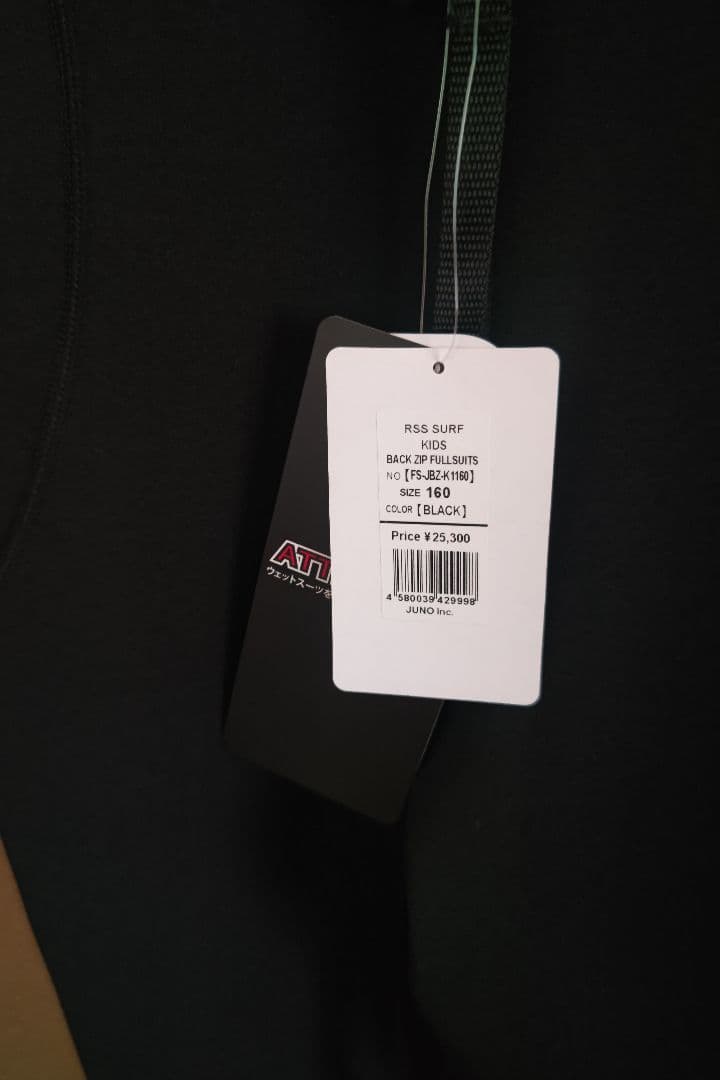 RSS SURF
KIDS
BACK ZIP FULLSUITS
NO【FS-JBZ-K1160】
SIZE 160
COLOR【BLACK】
Price ¥25,300
4 580039 429998
JUNO Inc.
ウェットスーツを